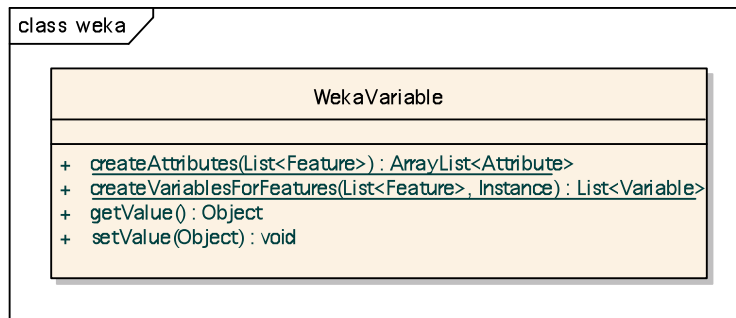 class weka
WekaVariable
+ createAttributes(List<Feature>) : ArrayList<Attribute>
+ createVariablesForFeatures(List<Feature>, Instance) : List<Variable>
+ getValue() : Object
+ setValue(Object) : void